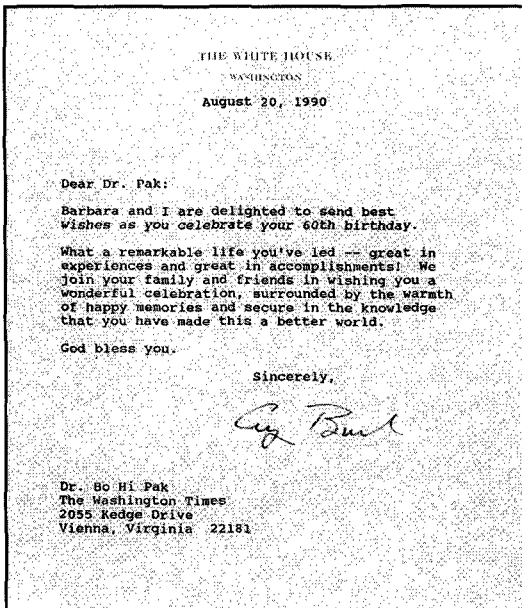 THE WHITE HOUSE
WASHINGTON
August 20, 1990
Dear Dr. Pak:
Barbara and I are delighted to send best
wishes as you celebrate your 60th birthday.
What a remarkable life you've led -- great in
experiences and great in accomplishments! We
join your family and friends in wishing you a
wonderful celebration, surrounded by the warmth
of happy memories and secure in the knowledge
that you have made this a better world.
God bless you.
Sincerely,
Dr. Bo Hi Pak
The Washington Times
2055 Kedge Drive
Vienna, Virginia 22181